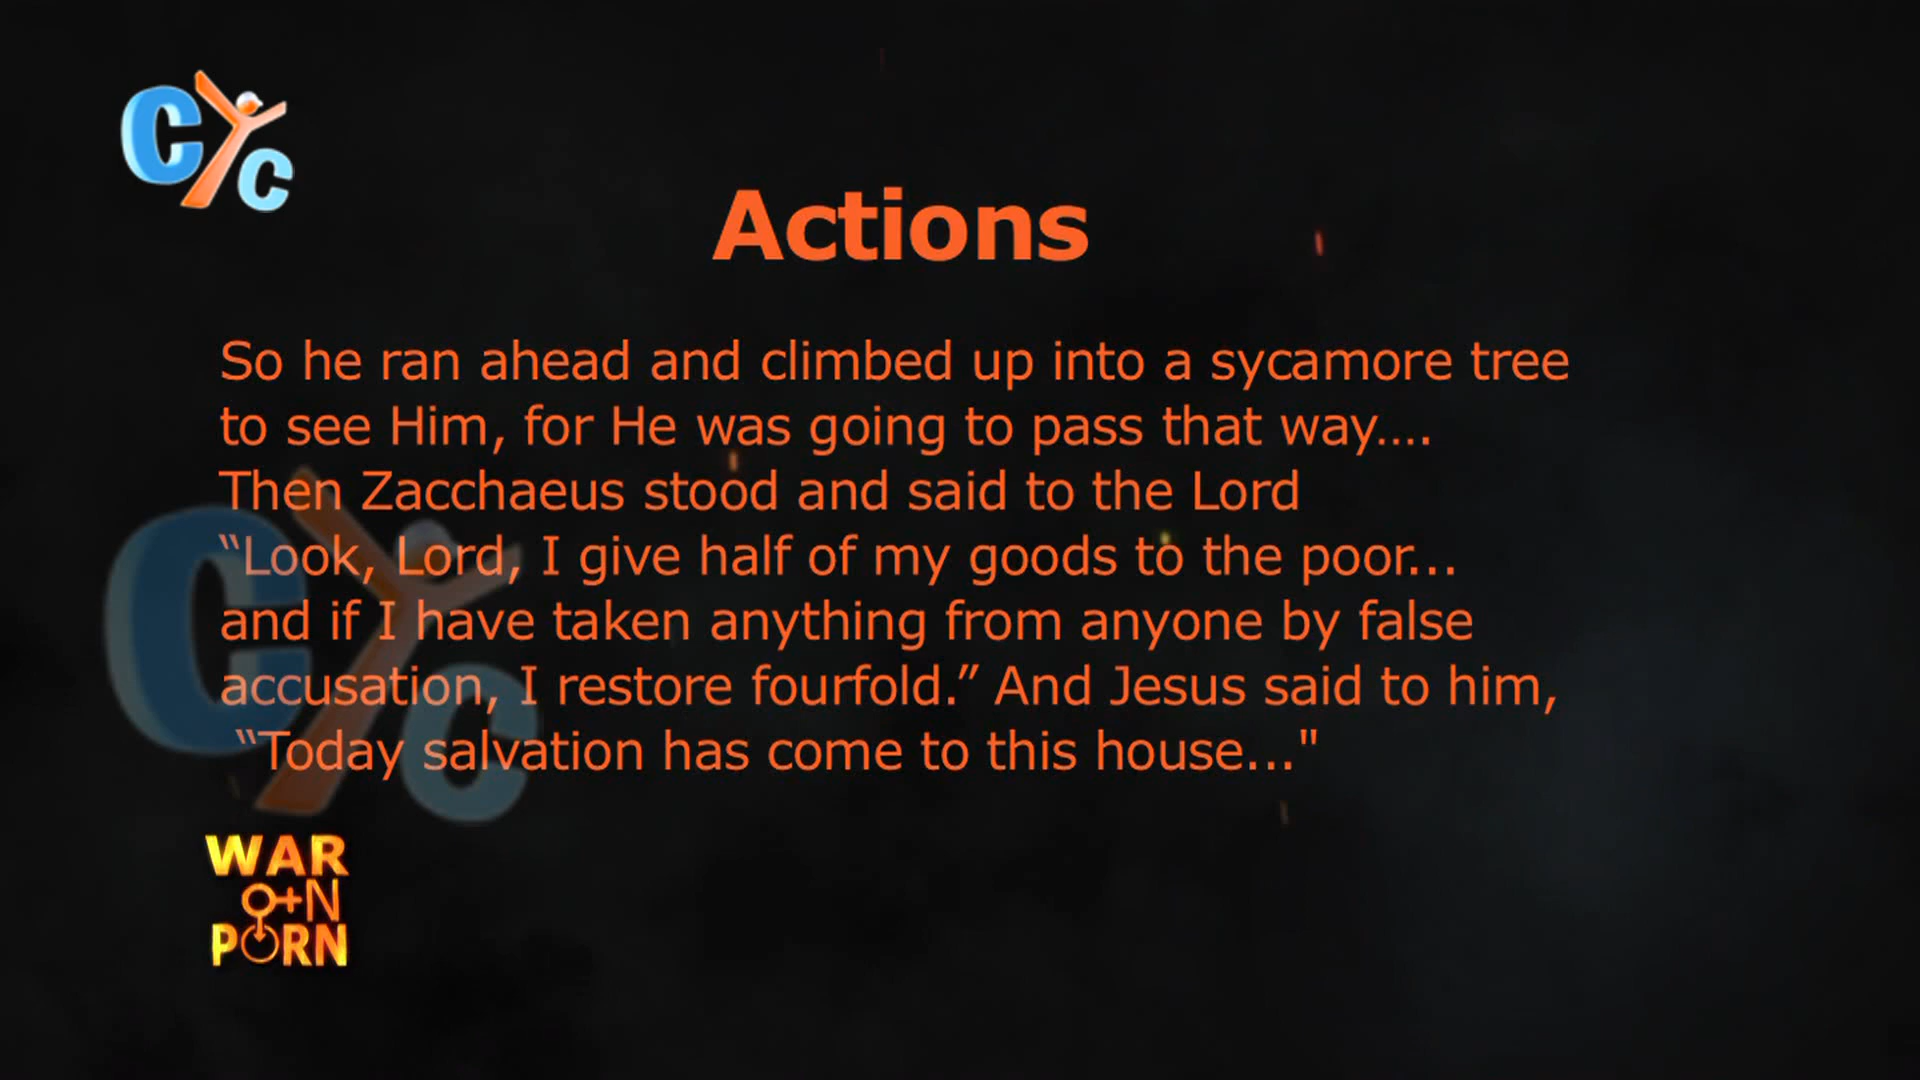 CYC
Actions
So he ran ahead and climbed up into a sycamore tree
to see Him, for He was going to pass that way....
Then Zacchaeus stood and said to the Lord
“Look, Lord, I give half of my goods to the poor...
and if I have taken anything from anyone by false
accusation, I restore fourfold.” And Jesus said to him,
“Today salvation has come to this house..."
CYC
WAR
ON
PORN